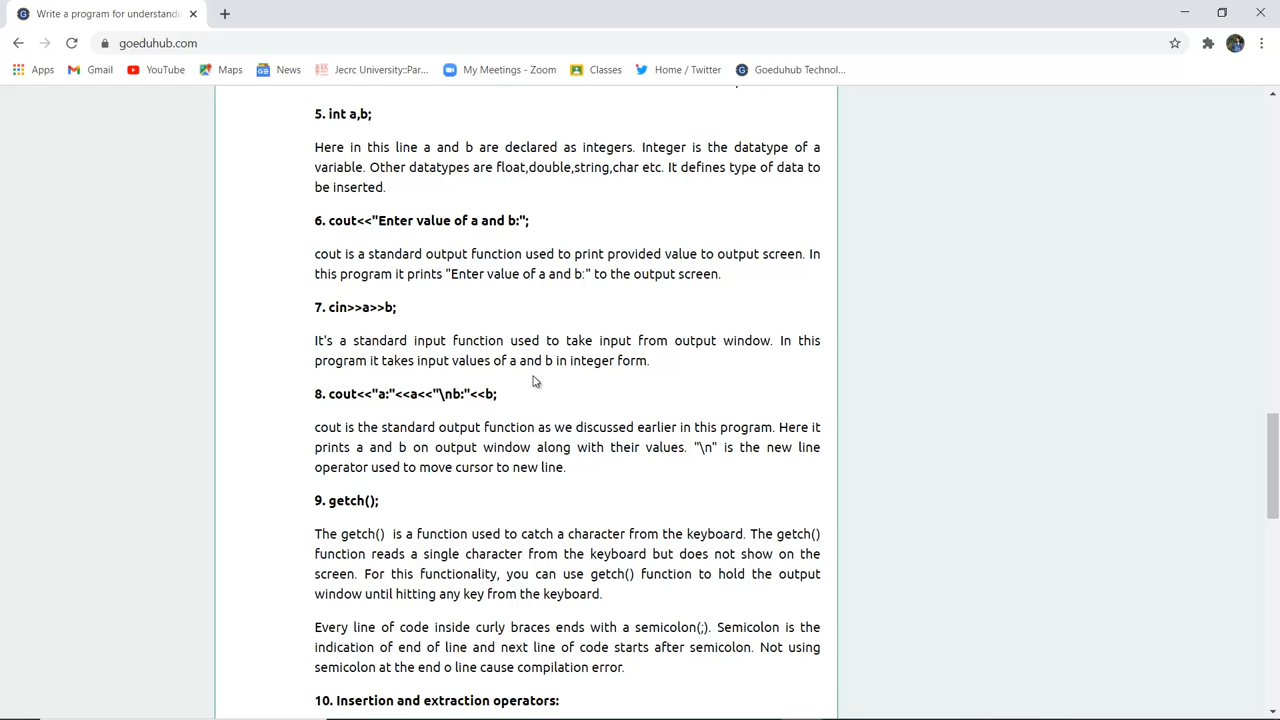 Write a program for understandi
goeduhub.com
Apps
Gmail
YouTube
Maps
News
Jecrc University::Par...
My Meetings - Zoom
Classes
Home / Twitter
Goeduhub Technol...
5. int a,b;
Here in this line a and b are declared as integers. Integer is the datatype of a
variable. Other datatypes are float,double,string,char etc. It defines type of data to
be inserted.
6. cout<<"Enter value of a and b:";
cout is a standard output function used to print provided value to output screen. In
this program it prints "Enter value of a and b:" to the output screen.
7. cin>>a>>b;
It's a standard input function used to take input from output window. In this
program it takes input values of a and b in integer form.
8. cout<<"a:"<<a<<"\nb:"<<b;
cout is the standard output function as we discussed earlier in this program. Here it
prints a and b on output window along with their values. "\n" is the new line
operator used to move cursor to new line.
9. getch();
The getch()  is a function used to catch a character from the keyboard. The getch()
function reads a single character from the keyboard but does not show on the
screen. For this functionality, you can use getch() function to hold the output
window until hitting any key from the keyboard.
Every line of code inside curly braces ends with a semicolon(;). Semicolon is the
indication of end of line and next line of code starts after semicolon. Not using
semicolon at the end o line cause compilation error.
10. Insertion and extraction operators: